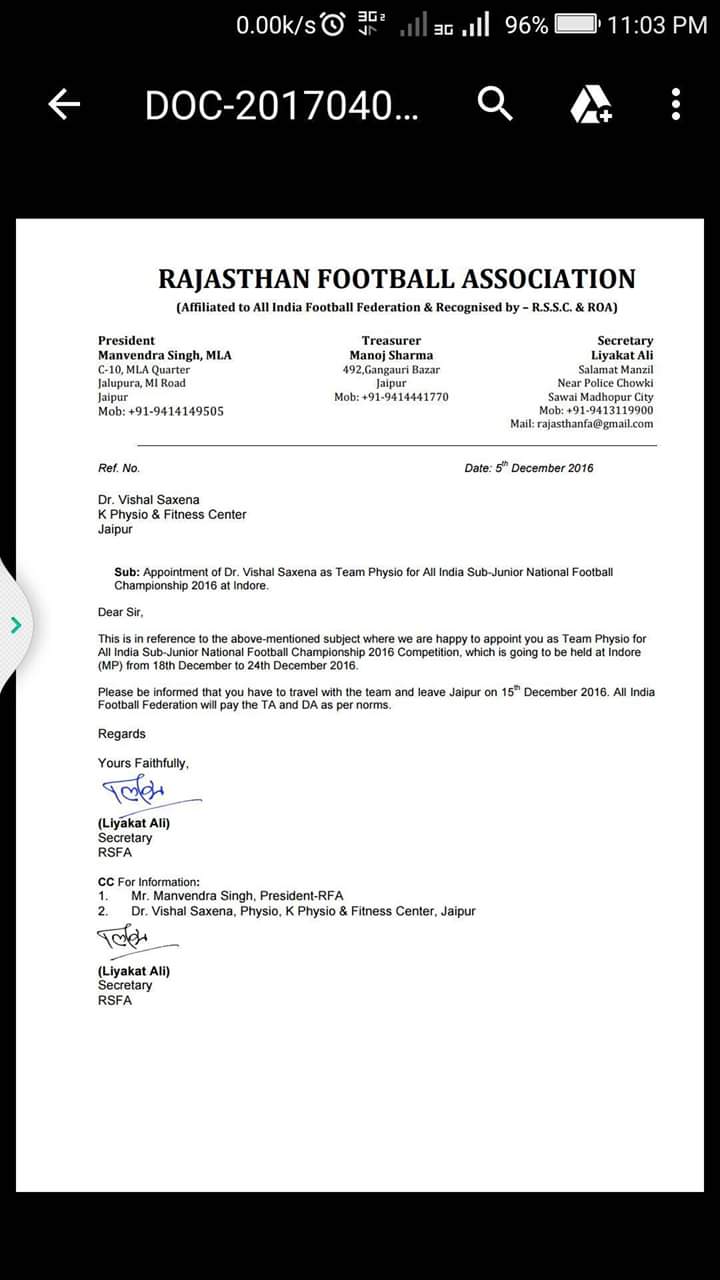 0.00k/s 3G 2 3G 96% 11:03 PM
DOC-2017040...
RAJASTHAN FOOTBALL ASSOCIATION
(Affiliated to All India Football Federation & Recognised by – R.S.S.C. & ROA)
President
Manvendra Singh, MLA
C-10, MLA Quarter
Jalupura, MI Road
Jaipur
Mob: +91-9414149505
Treasurer
Manoj Sharma
492,Gangauri Bazar
Jaipur
Mob: +91-9414441770
Secretary
Liyakat Ali
Salamat Manzil
Near Police Chowki
Sawai Madhopur City
Mob: +91-9413119900
Mail: rajasthanfa@gmail.com
Ref. No. Date: 5th December 2016
Dr. Vishal Saxena
K Physio & Fitness Center
Jaipur
Sub: Appointment of Dr. Vishal Saxena as Team Physio for All India Sub-Junior National Football
Championship 2016 at Indore.
Dear Sir,
This is in reference to the above-mentioned subject where we are happy to appoint you as Team Physio for
All India Sub-Junior National Football Championship 2016 Competition, which is going to be held at Indore
(MP) from 18th December to 24th December 2016.
Please be informed that you have to travel with the team and leave Jaipur on 15th December 2016. All India
Football Federation will pay the TA and DA as per norms.
Regards
Yours Faithfully,
(Liyakat Ali)
Secretary
RSFA
CC For Information:
1. Mr. Manvendra Singh, President-RFA
2. Dr. Vishal Saxena, Physio, K Physio & Fitness Center, Jaipur
(Liyakat Ali)
Secretary
RSFA